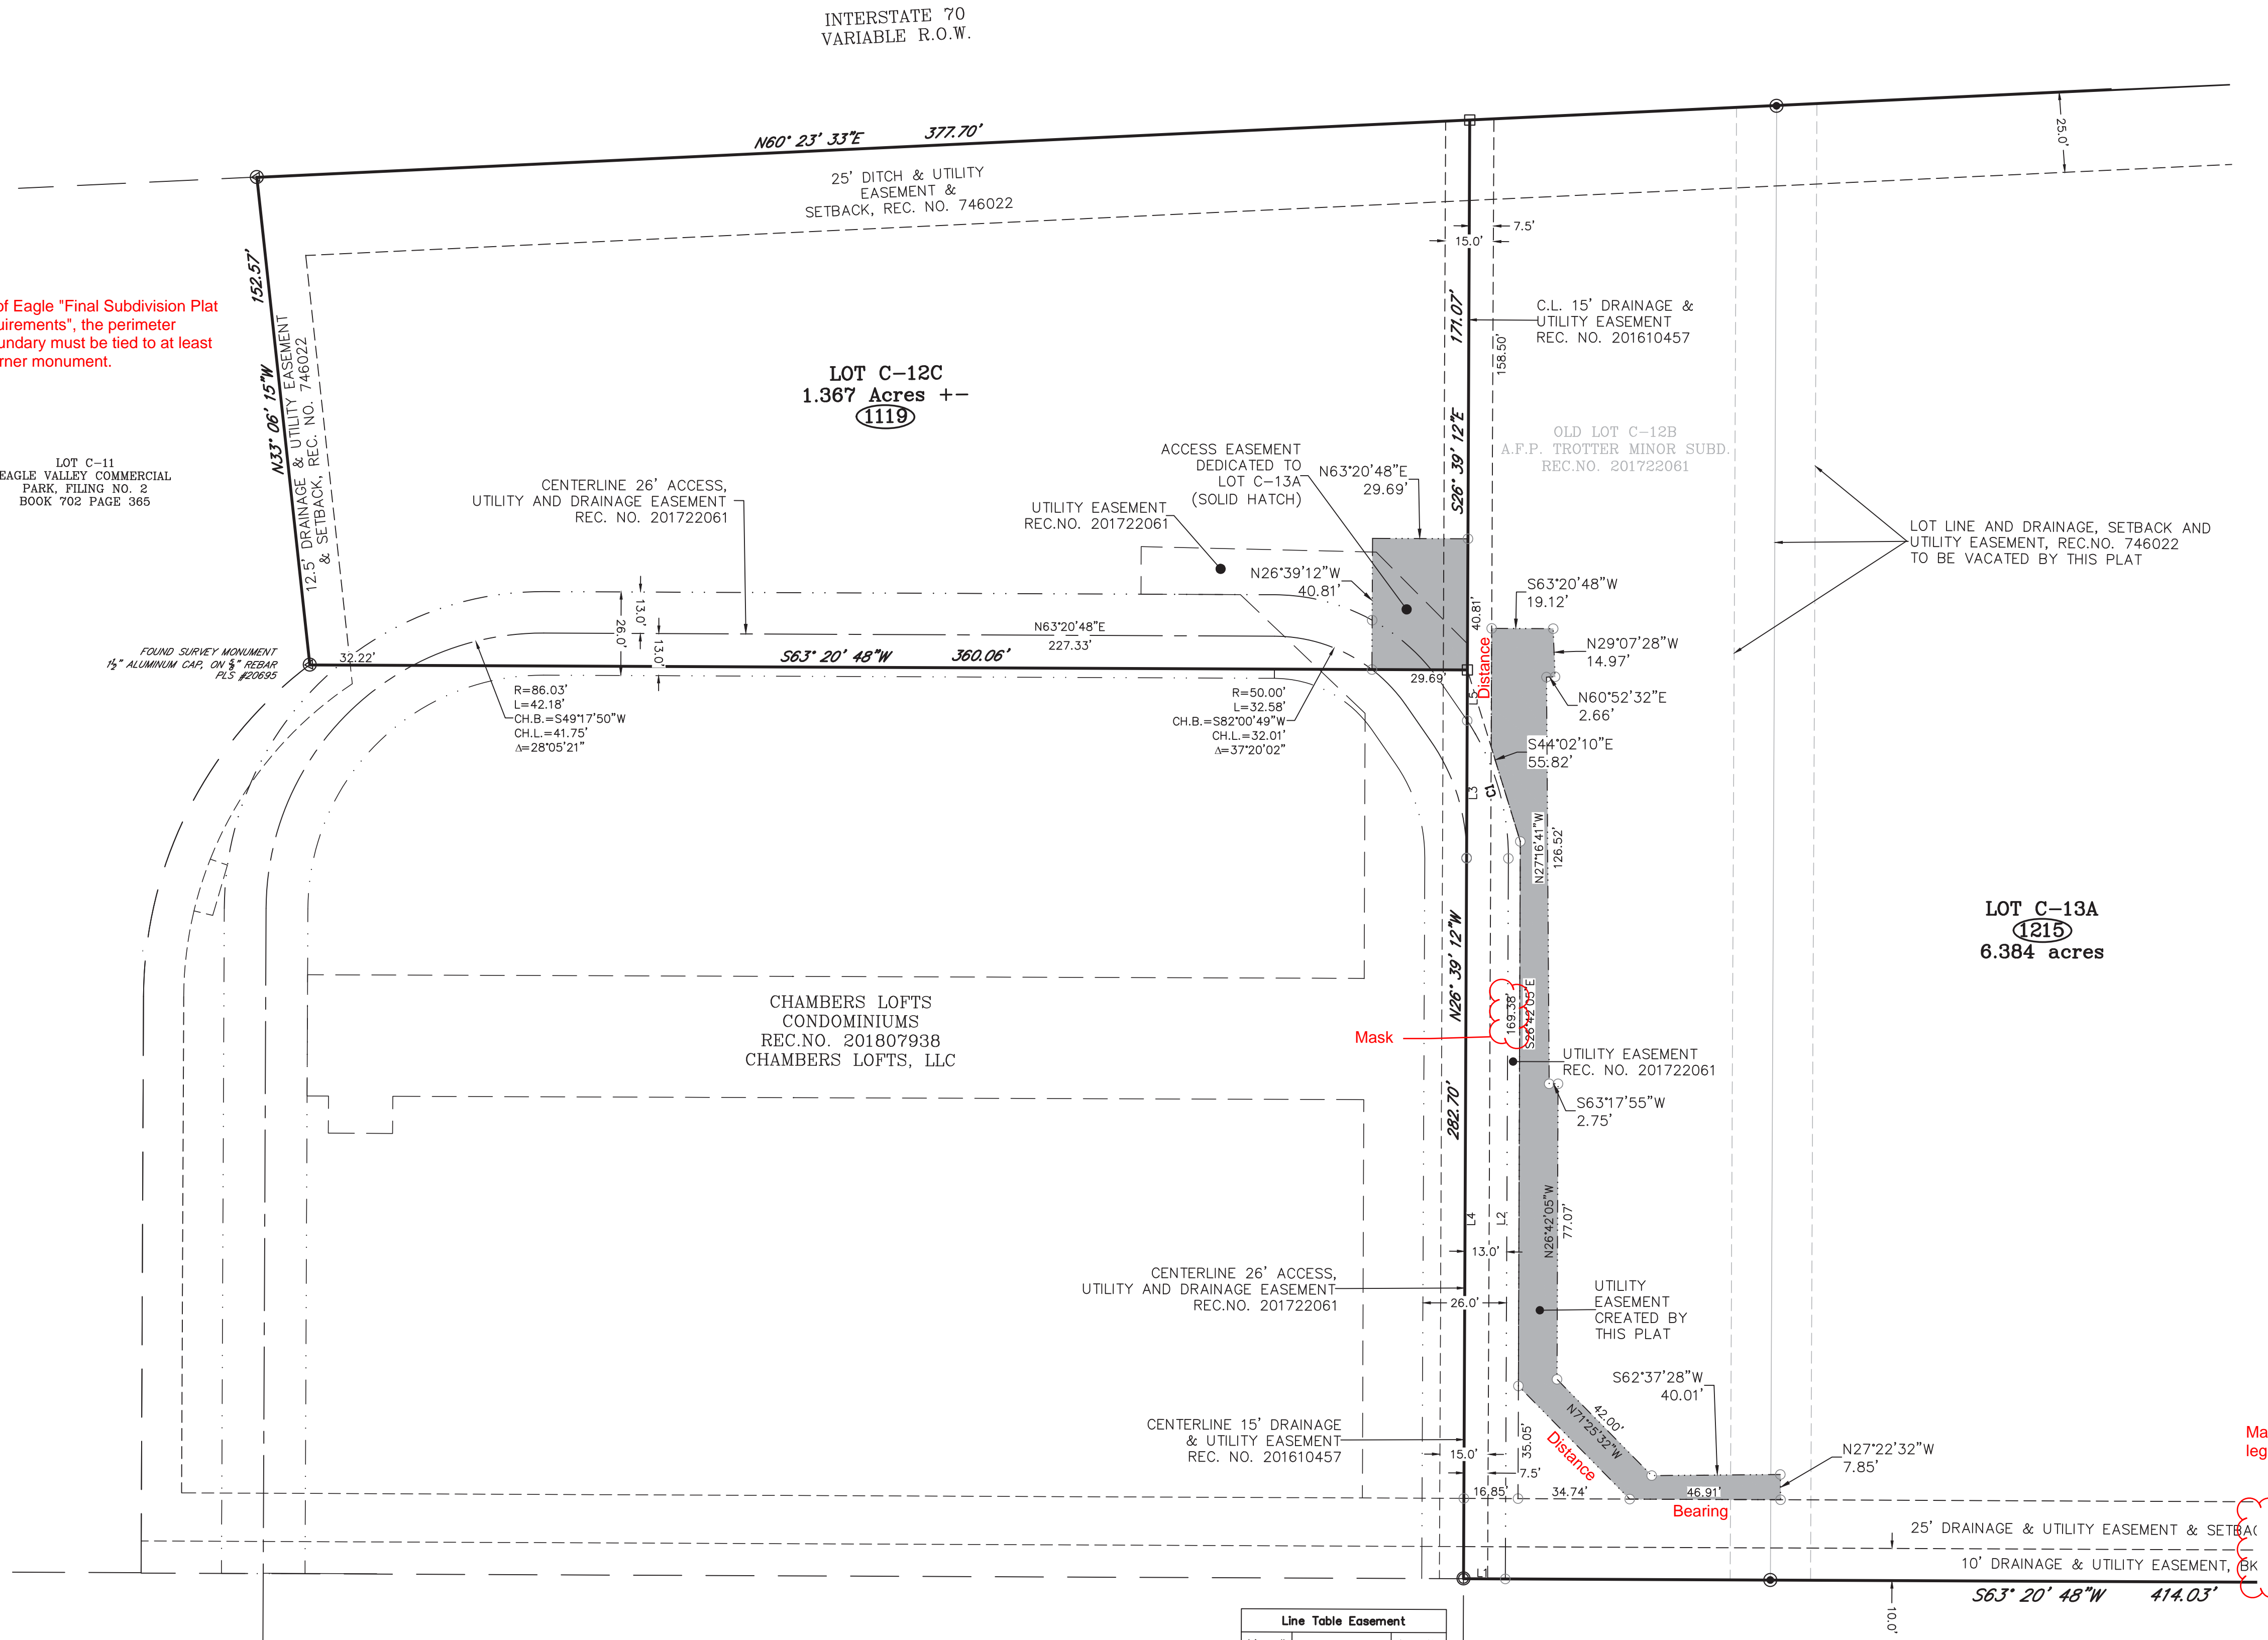 INTERSTATE 70
VARIABLE R.O.W.
N60° 23' 33"E 377.70'
25' DITCH & UTILITY
EASEMENT &
SETBACK, REC. NO. 746022
25.0'
7.5'
15.0'
152.57'
N33° 06' 15"W
12.5' DRAINAGE & UTILITY EASEMENT
& SETBACK, REC. NO. 746022
of Eagle "Final Subdivision Plat
uirements", the perimeter
undary must be tied to at least
rner monument.
LOT C-11
EAGLE VALLEY COMMERCIAL
PARK, FILING NO. 2
BOOK 702 PAGE 365
LOT C-12C
1.367 Acres +-
1119
171.07'
S26° 39' 12"E
158.50'
C.L. 15' DRAINAGE &
UTILITY EASEMENT
REC. NO. 201610457
OLD LOT C-12B
A.F.P. TROTTER MINOR SUBD.
REC.NO. 201722061
ACCESS EASEMENT
DEDICATED TO
LOT C-13A
(SOLID HATCH)
N63°20'48"E
29.69'
CENTERLINE 26' ACCESS,
UTILITY AND DRAINAGE EASEMENT
REC. NO. 201722061
UTILITY EASEMENT
REC.NO. 201722061
LOT LINE AND DRAINAGE, SETBACK AND
UTILITY EASEMENT, REC.NO. 746022
TO BE VACATED BY THIS PLAT
N26°39'12"W
40.81'
40.81'
S63°20'48"W
19.12'
13.0'
26.0'
13.0'
N63°20'48"E
227.33'
FOUND SURVEY MONUMENT
1½" ALUMINUM CAP, ON ⅝" REBAR
PLS #20695
32.22'
S63° 20' 48"W 360.06'
29.69'
Distance
L5
N29°07'28"W
14.97'
N60°52'32"E
2.66'
R=86.03'
L=42.18'
CH.B.=S49°17'50"W
CH.L.=41.75'
Δ=28°05'21"
R=50.00'
L=32.58'
CH.B.=S82°00'49"W
CH.L.=32.01'
Δ=37°20'02"
S44°02'10"E
55.82'
L3
C1
N27°16'41"W
126.52'
LOT C-13A
1215
6.384 acres
N26° 39' 12"W
282.70'
169.38'
S26°42'05"E
Mask
CHAMBERS LOFTS
CONDOMINIUMS
REC.NO. 201807938
CHAMBERS LOFTS, LLC
UTILITY EASEMENT
REC. NO. 201722061
S63°17'55"W
2.75'
N26°42'05"W
77.07'
L4
L2
13.0'
CENTERLINE 26' ACCESS,
UTILITY AND DRAINAGE EASEMENT
REC.NO. 201722061
26.0'
UTILITY
EASEMENT
CREATED BY
THIS PLAT
S62°37'28"W
40.01'
42.00'
N71°25'32"W
Distance
35.05'
CENTERLINE 15' DRAINAGE
& UTILITY EASEMENT
REC. NO. 201610457
15.0'
7.5'
N27°22'32"W
7.85'
Ma
leg
16.85'
34.74'
46.91'
Bearing
25' DRAINAGE & UTILITY EASEMENT & SETBAC
10' DRAINAGE & UTILITY EASEMENT, BK
L1
S63° 20' 48"W 414.03'
10.0'
Line Table Easement